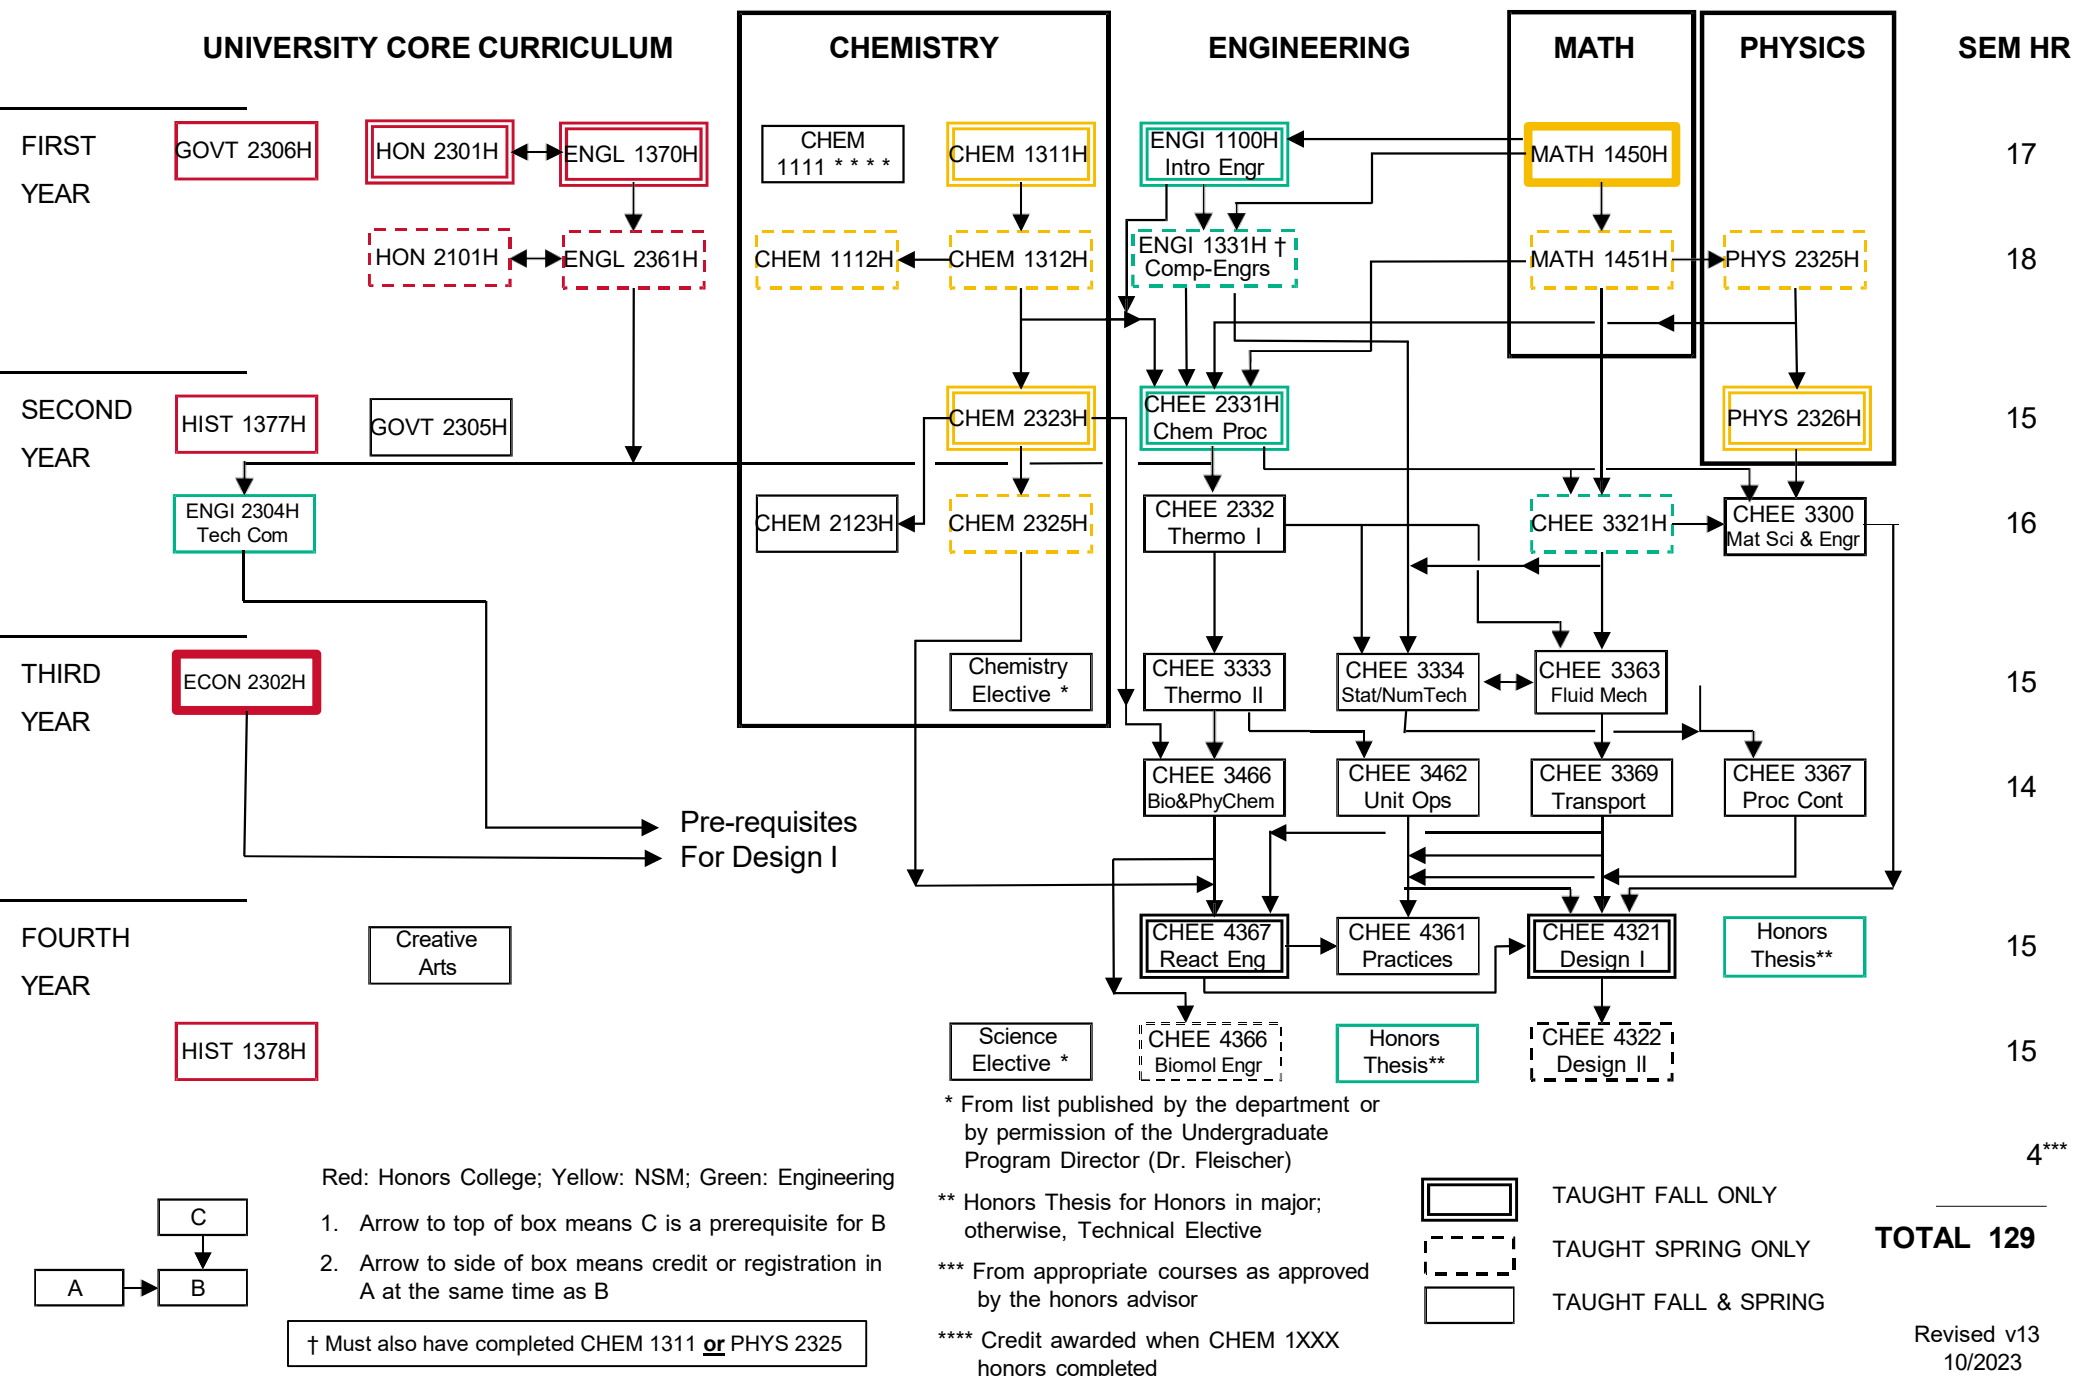 UNIVERSITY CORE CURRICULUM
CHEMISTRY
ENGINEERING
MATH
PHYSICS
SEM HR
FIRST
YEAR
GOVT 2306H
HON 2301H
ENGL 1370H
CHEM
1111 * * * *
CHEM 1311H
ENGI 1100H
Intro Engr
MATH 1450H
17
HON 2101H
ENGL 2361H
CHEM 1112H
CHEM 1312H
ENGI 1331H †
Comp-Engrs
MATH 1451H
PHYS 2325H
18
SECOND
YEAR
HIST 1377H
GOVT 2305H
CHEM 2323H
CHEE 2331H
Chem Proc
PHYS 2326H
15
ENGI 2304H
Tech Com
CHEM 2123H
CHEM 2325H
CHEE 2332
Thermo I
CHEE 3321H
CHEE 3300
Mat Sci & Engr
16
THIRD
YEAR
ECON 2302H
Chemistry
Elective *
CHEE 3333
Thermo II
CHEE 3334
Stat/NumTech
CHEE 3363
Fluid Mech
15
CHEE 3466
Bio&PhyChem
CHEE 3462
Unit Ops
CHEE 3369
Transport
CHEE 3367
Proc Cont
14
Pre-requisites
For Design I
FOURTH
YEAR
Creative
Arts
CHEE 4367
React Eng
CHEE 4361
Practices
CHEE 4321
Design I
Honors
Thesis**
15
HIST 1378H
Science
Elective *
CHEE 4366
Biomol Engr
Honors
Thesis**
CHEE 4322
Design II
15
* From list published by the department or
by permission of the Undergraduate
Program Director (Dr. Fleischer)
** Honors Thesis for Honors in major;
otherwise, Technical Elective
*** From appropriate courses as approved
by the honors advisor
**** Credit awarded when CHEM 1XXX
honors completed
Red: Honors College; Yellow: NSM; Green: Engineering
1. Arrow to top of box means C is a prerequisite for B
2. Arrow to side of box means credit or registration in
A at the same time as B
C
A
B
† Must also have completed CHEM 1311 or PHYS 2325
TAUGHT FALL ONLY
TAUGHT SPRING ONLY
TAUGHT FALL & SPRING
4***
TOTAL 129
Revised v13
10/2023